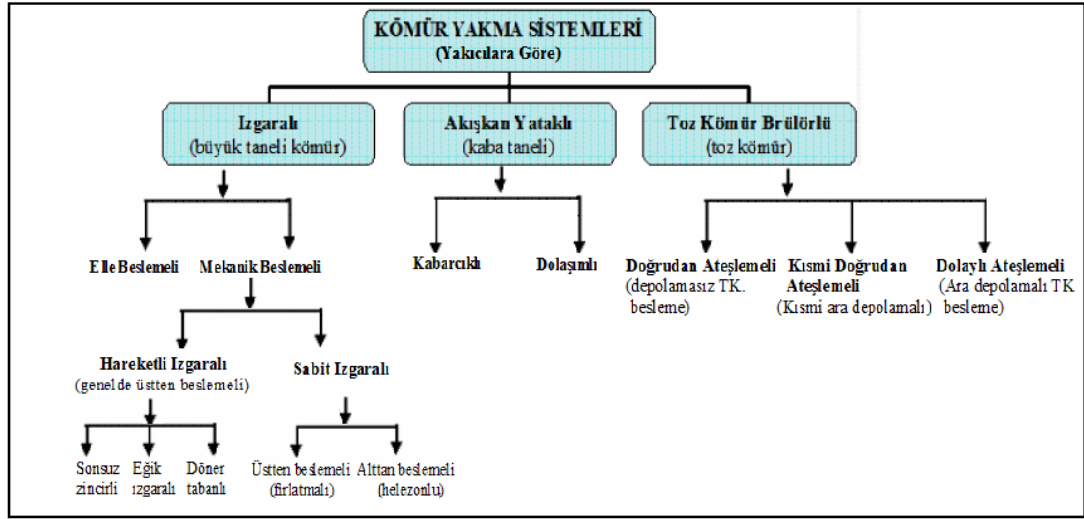 KÖMÜR YAKMA SİSTEMLERİ
(Yakıcılara Göre)
Izgaralı
(büyük taneli kömür)
Akışkan Yataklı
(kaba taneli)
Toz Kömür Brülörlü
(toz kömür)
Elle Beslemeli
Mekanik Beslemeli
Kabarcıklı
Dolaşımlı
Doğrudan Ateşlemeli
(depolamasız TK.
besleme)
Kısmi Doğrudan
Ateşlemeli
(Kısmi ara depolamalı)
Dolaylı Ateşlemeli
(Ara depolamalı TK
besleme)
Hareketli Izgaralı
(genelde üstten beslemeli)
Sabit Izgaralı
Sonsuz
zincirli
Eğik
ızgaralı
Döner
tabanlı
Üstten beslemeli
(fırlatmalı)
Alttan beslemeli
(helezonlu)